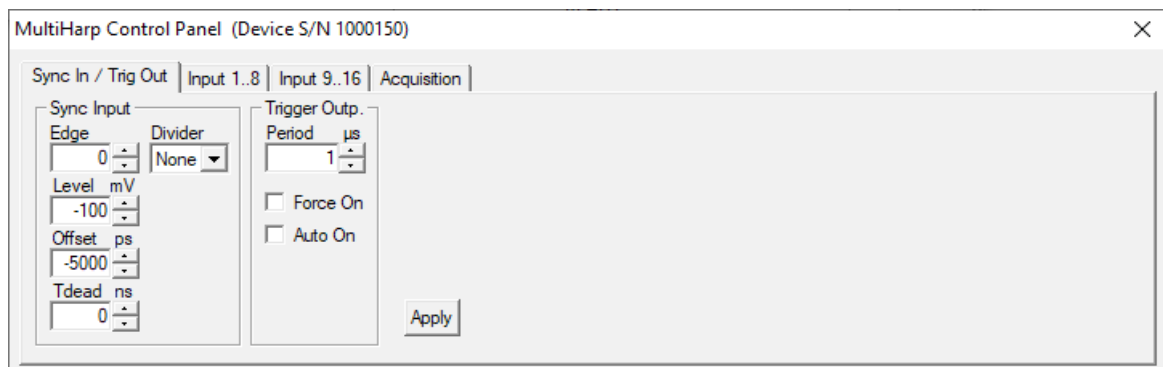 MultiHarp Control Panel (Device S/N 1000150)
Sync In / Trig Out Input 1..8 Input 9..16 Acquisition
Sync Input Trigger Outp.
Edge Divider Period µs
0 None 1
Level mV
-100 Force On
Offset ps Auto On
-5000
Tdead ns
0 Apply